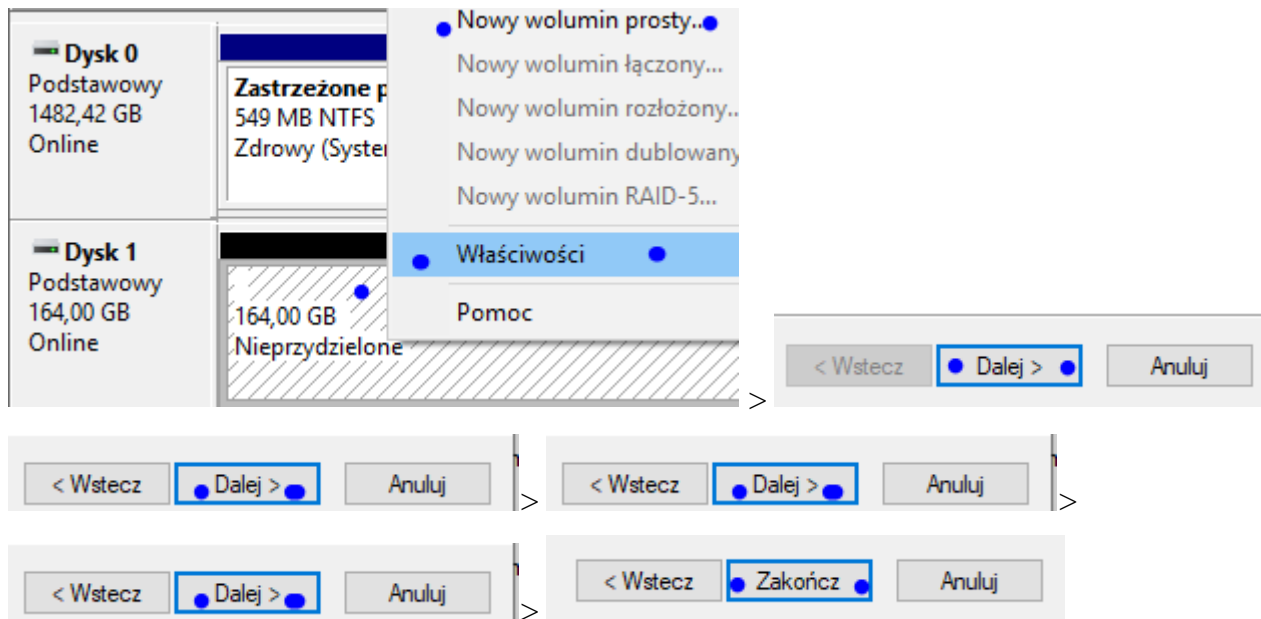 Dysk 0
Podstawowy
1482,42 GB
Online
Zastrzeżone p
549 MB NTFS
Zdrowy (System
Nowy wolumin prosty...
Nowy wolumin łączony...
Nowy wolumin rozłożony..
Nowy wolumin dublowany
Nowy wolumin RAID-5...
Właściwości
Pomoc
Dysk 1
Podstawowy
164,00 GB
Online
164,00 GB
Nieprzydzielone
>
< Wstecz Dalej > Anuluj
< Wstecz Dalej > Anuluj > < Wstecz Dalej > Anuluj >
< Wstecz Dalej > Anuluj > < Wstecz Zakończ Anuluj